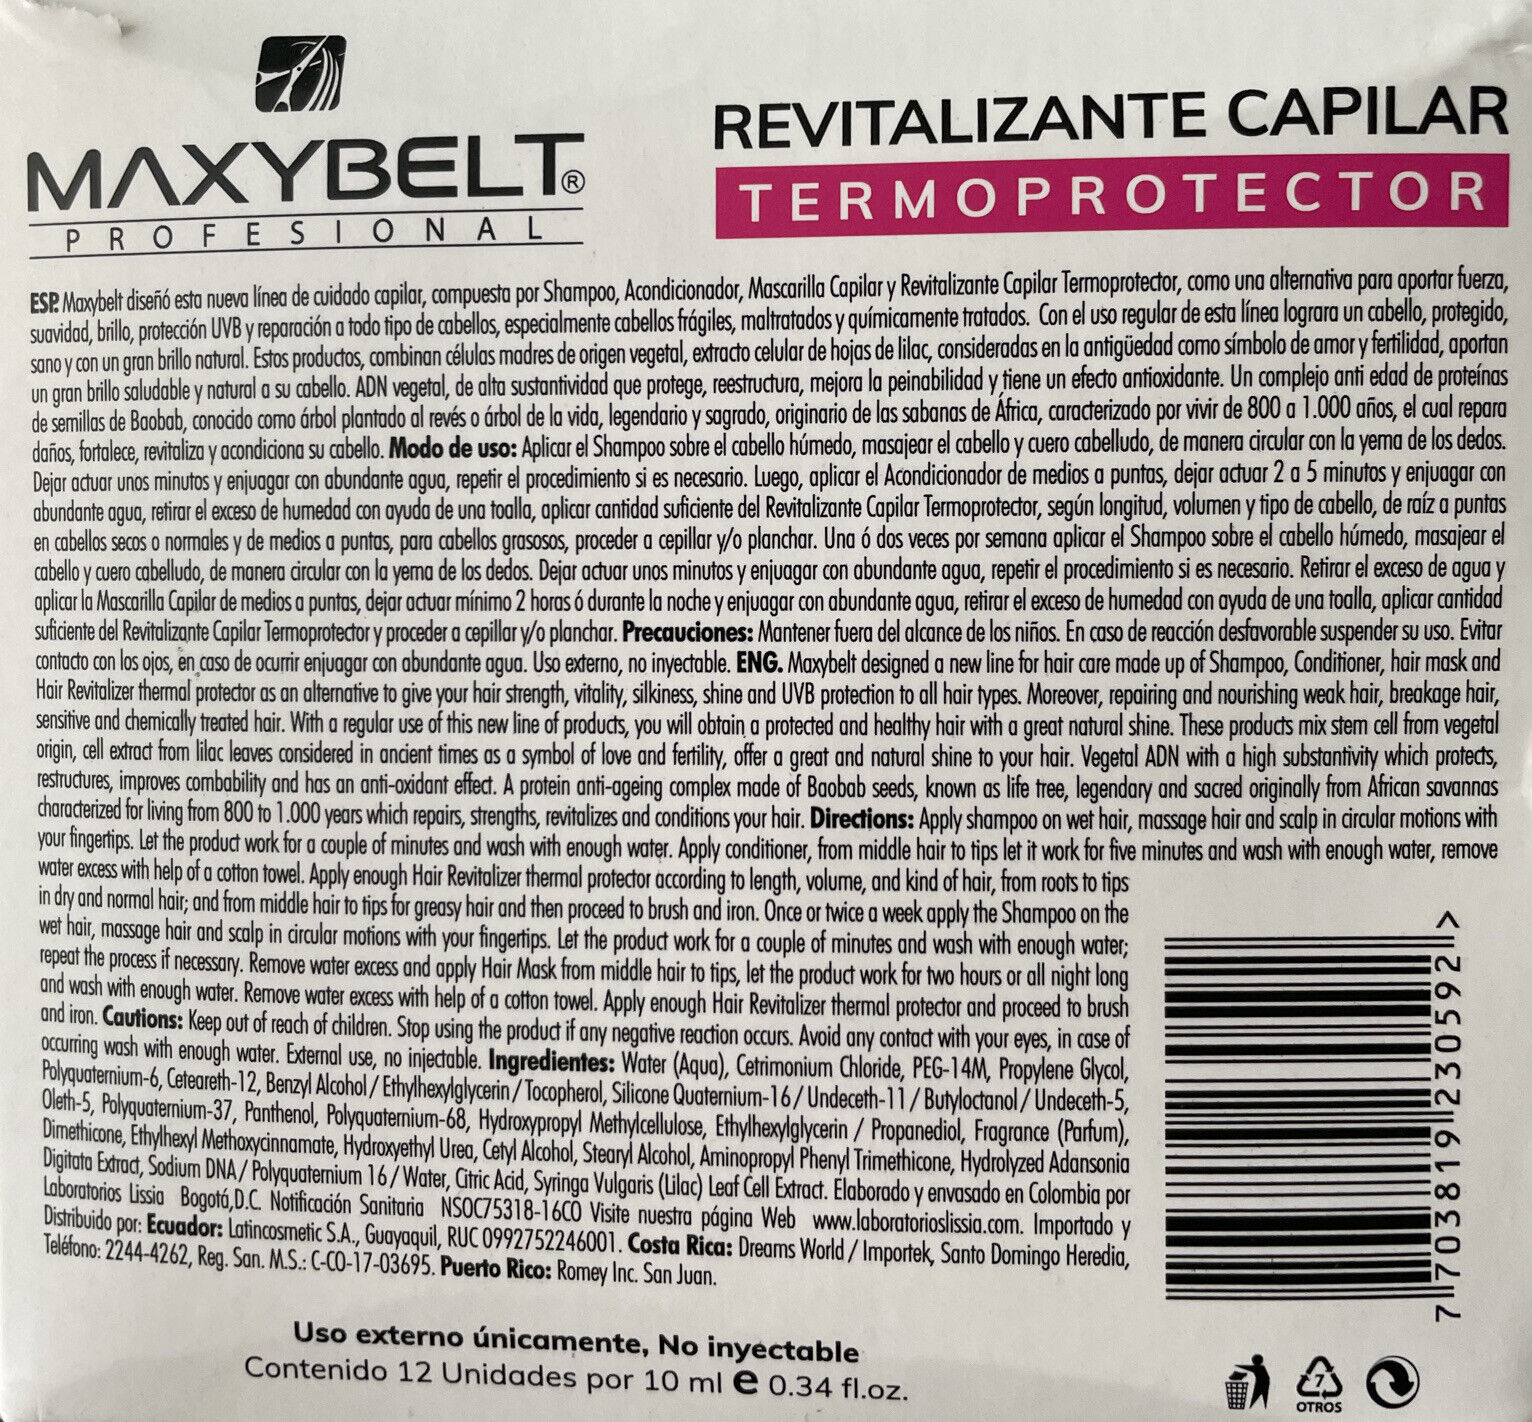 MAXYBELT®
PROFESIONAL
REVITALIZANTE CAPILAR
TERMOPROTECTOR
ESP. Maxybelt diseñó esta nueva línea de cuidado capilar, compuesta por Shampoo, Acondicionador, Mascarilla Capilar y Revitalizante Capilar Termoprotector, como una alternativa para aportar fuerza,
suavidad, brillo, protección UVB y reparación a todo tipo de cabellos, especialmente cabellos frágiles, maltratados y químicamente tratados. Con el uso regular de esta línea lograra un cabello, protegido,
sano y con un gran brillo natural. Estos productos, combinan células madres de origen vegetal, extracto celular de hojas de lilac, consideradas en la antigüedad como símbolo de amor y fertilidad, aportan
un gran brillo saludable y natural a su cabello. ADN vegetal, de alta sustantividad que protege, reestructura, mejora la peinabilidad y tiene un efecto antioxidante. Un complejo anti edad de proteínas
de semillas de Baobab, conocido como árbol plantado al revés o árbol de la vida, legendario y sagrado, originario de las sabanas de África, caracterizado por vivir de 800 a 1.000 años, el cual repara
daños, fortalece, revitaliza y acondiciona su cabello. Modo de uso: Aplicar el Shampoo sobre el cabello húmedo, masajear el cabello y cuero cabelludo, de manera circular con la yema de los dedos.
Dejar actuar unos minutos y enjuagar con abundante agua, repetir el procedimiento si es necesario. Luego, aplicar el Acondicionador de medios a puntas, dejar actuar 2 a 5 minutos y enjuagar con
abundante agua, retirar el exceso de humedad con ayuda de una toalla, aplicar cantidad suficiente del Revitalizante Capilar Termoprotector, según longitud, volumen y tipo de cabello, de raíz a puntas
en cabellos secos o normales y de medios a puntas, para cabellos grasosos, proceder a cepillar y/o planchar. Una ó dos veces por semana aplicar el Shampoo sobre el cabello húmedo, masajear el
cabello y cuero cabelludo, de manera circular con la yema de los dedos. Dejar actuar unos minutos y enjuagar con abundante agua, repetir el procedimiento si es necesario. Retirar el exceso de agua y
aplicar la Mascarilla Capilar de medios a puntas, dejar actuar mínimo 2 horas ó durante la noche y enjuagar con abundante agua, retirar el exceso de humedad con ayuda de una toalla, aplicar cantidad
suficiente del Revitalizante Capilar Termoprotector y proceder a cepillar y/o planchar. Precauciones: Mantener fuera del alcance de los niños. En caso de reacción desfavorable suspender su uso. Evitar
contacto con los ojos, en caso de ocurrir enjuagar con abundante agua. Uso externo, no inyectable. ENG. Maxybelt designed a new line for hair care made up of Shampoo, Conditioner, hair mask and
Hair Revitalizer thermal protector as an alternative to give your hair strength, vitality, silkiness, shine and UVB protection to all hair types. Moreover, repairing and nourishing weak hair, breakage hair,
sensitive and chemically treated hair. With a regular use of this new line of products, you will obtain a protected and healthy hair with a great natural shine. These products mix stem cell from vegetal
origin, cell extract from lilac leaves considered in ancient times as a symbol of love and fertility, offer a great and natural shine to your hair. Vegetal ADN with a high substantivity which protects,
restructures, improves combability and has an anti-oxidant effect. A protein anti-ageing complex made of Baobab seeds, known as life tree, legendary and sacred originally from African savannas
characterized for living from 800 to 1.000 years which repairs, strengths, revitalizes and conditions your hair. Directions: Apply shampoo on wet hair, massage hair and scalp in circular motions with
your fingertips. Let the product work for a couple of minutes and wash with enough water. Apply conditioner, from middle hair to tips let it work for five minutes and wash with enough water, remove
water excess with help of a cotton towel. Apply enough Hair Revitalizer thermal protector according to length, volume, and kind of hair, from roots to tips
in dry and normal hair; and from middle hair to tips for greasy hair and then proceed to brush and iron. Once or twice a week apply the Shampoo on the
wet hair, massage hair and scalp in circular motions with your fingertips. Let the product work for a couple of minutes and wash with enough water;
repeat the process if necessary. Remove water excess and apply Hair Mask from middle hair to tips, let the product work for two hours or all night long
and wash with enough water. Remove water excess with help of a cotton towel. Apply enough Hair Revitalizer thermal protector and proceed to brush
and iron. Cautions: Keep out of reach of children. Stop using the product if any negative reaction occurs. Avoid any contact with your eyes, in case of
occurring wash with enough water. External use, no injectable. Ingredientes: Water (Aqua), Cetrimonium Chloride, PEG-14M, Propylene Glycol,
Polyquaternium-6, Ceteareth-12, Benzyl Alcohol / Ethylhexylglycerin / Tocopherol, Silicone Quaternium-16 / Undeceth-11 / Butyloctanol / Undeceth-5,
Oleth-5, Polyquaternium-37, Panthenol, Polyquaternium-68, Hydroxypropyl Methylcellulose, Ethylhexylglycerin / Propanediol, Fragrance (Parfum),
Dimethicone, Ethylhexyl Methoxycinnamate, Hydroxyethyl Urea, Cetyl Alcohol, Stearyl Alcohol, Aminopropyl Phenyl Trimethicone, Hydrolyzed Adansonia
Digitata Extract, Sodium DNA / Polyquaternium 16 / Water, Citric Acid, Syringa Vulgaris (Lilac) Leaf Cell Extract. Elaborado y envasado en Colombia por
Laboratorios Lissia Bogotá,D.C. Notificación Sanitaria NSOC75318-16CO Visite nuestra página Web www.laboratorioslissia.com. Importado y
Distribuido por: Ecuador: Latincosmetic S.A., Guayaquil, RUC 0992752246001. Costa Rica: Dreams World / Importek, Santo Domingo Heredia,
Teléfono: 2244-4262, Reg. San. M.S.: C-CO-17-03695. Puerto Rico: Romey Inc. San Juan.
7 703819 230592 >
Uso externo únicamente, No inyectable
Contenido 12 Unidades por 10 ml e 0.34 fl.oz.
7
OTROS